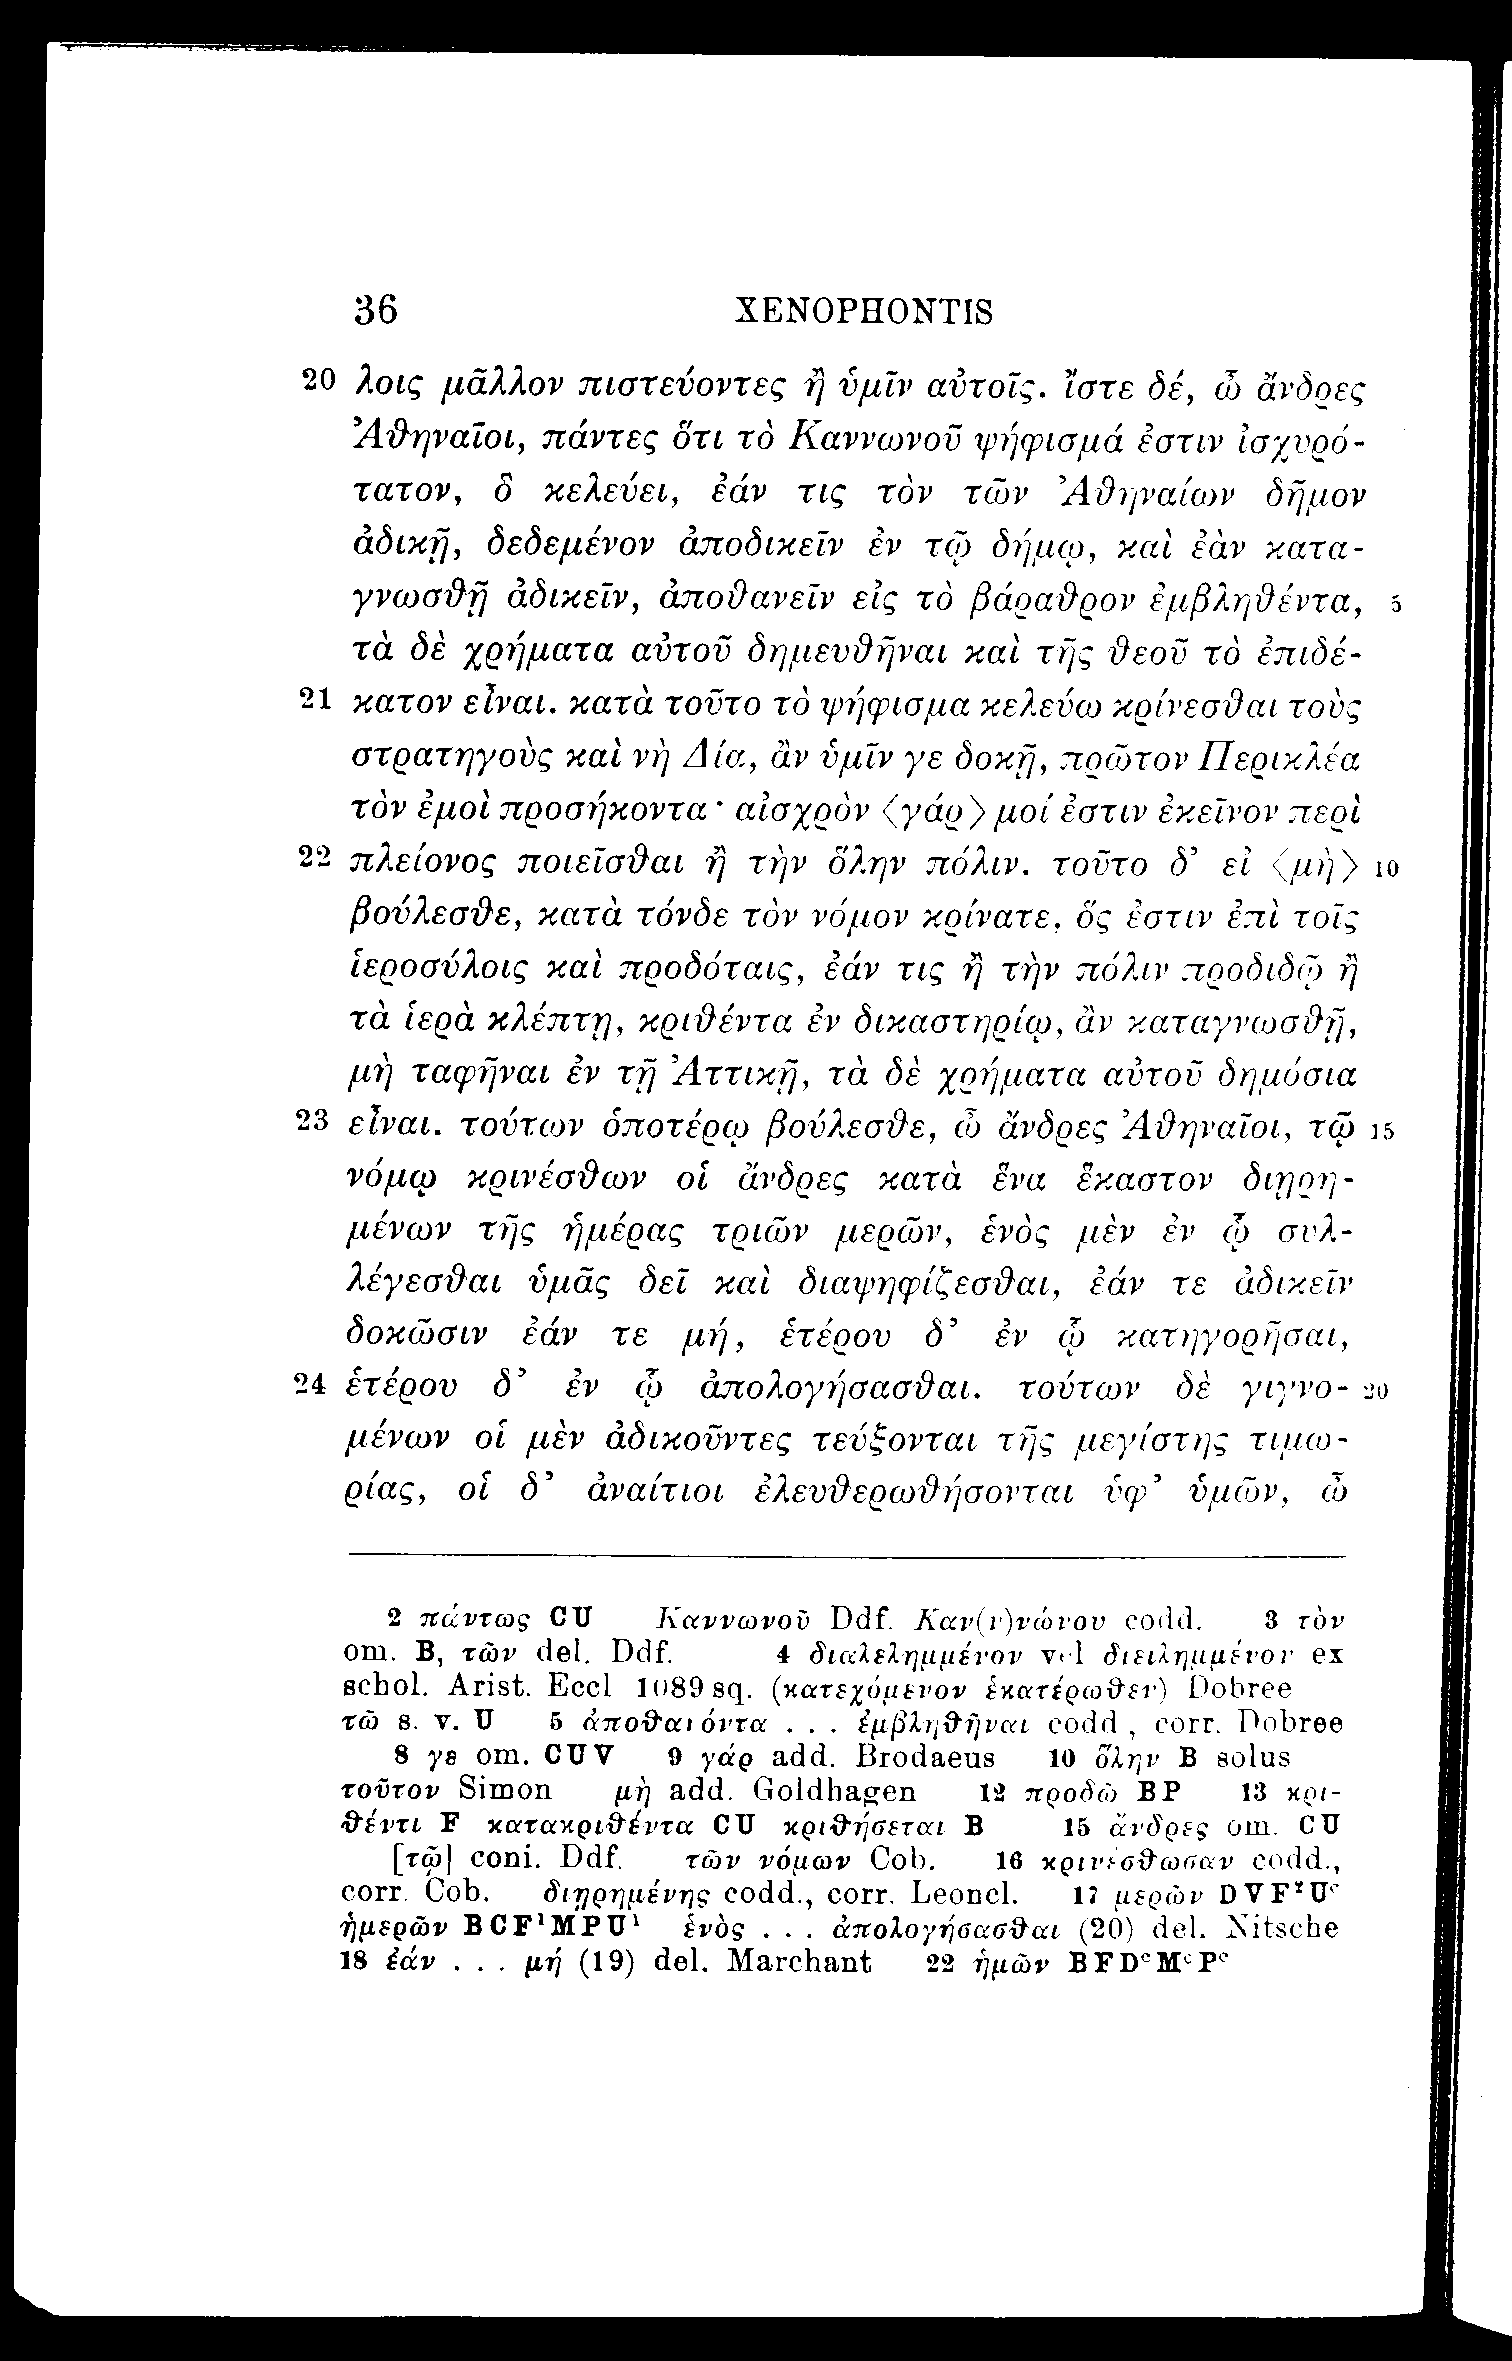 36 XENOPHONTIS
20 λοις μᾶλλον πιστεύοντες ἢ ὑμῖν αὐτοῖς. ἴστε δέ, ὦ ἄνδρες
Ἀθηναῖοι, πάντες ὅτι τὸ Καννωνοῦ ψήφισμά ἐστιν ἰσχυρό-
τατον, ὃ κελεύει, ἐάν τις τὸν τῶν Ἀθηναίων δῆμον
ἀδικῇ, δεδεμένον ἀποδικεῖν ἐν τῷ δήμῳ, καὶ ἐὰν κατα-
γνωσθῇ ἀδικεῖν, ἀποθανεῖν εἰς τὸ βάραθρον ἐμβληθέντα, 5
τὰ δὲ χρήματα αὐτοῦ δημευθῆναι καὶ τῆς θεοῦ τὸ ἐπιδέ-
21 κατον εἶναι. κατὰ τοῦτο τὸ ψήφισμα κελεύω κρίνεσθαι τοὺς
στρατηγοὺς καὶ νὴ Δία, ἂν ὑμῖν γε δοκῇ, πρῶτον Περικλέα
τὸν ἐμοὶ προσήκοντα· αἰσχρὸν ⟨γάρ⟩ μοί ἐστιν ἐκεῖνον περὶ
22 πλείονος ποιεῖσθαι ἢ τὴν ὅλην πόλιν. τοῦτο δ’ εἰ ⟨μὴ⟩ 10
βούλεσθε, κατὰ τόνδε τὸν νόμον κρίνατε, ὅς ἐστιν ἐπὶ τοῖς
ἱεροσύλοις καὶ προδόταις, ἐάν τις ἢ τὴν πόλιν προδιδῷ ἢ
τὰ ἱερὰ κλέπτῃ, κριθέντα ἐν δικαστηρίῳ, ἂν καταγνωσθῇ,
μὴ ταφῆναι ἐν τῇ Ἀττικῇ, τὰ δὲ χρήματα αὐτοῦ δημόσια
23 εἶναι. τούτων ὁποτέρῳ βούλεσθε, ὦ ἄνδρες Ἀθηναῖοι, τῷ 15
νόμῳ κρινέσθων οἱ ἄνδρες κατὰ ἕνα ἕκαστον διῃρη-
μένων τῆς ἡμέρας τριῶν μερῶν, ἑνὸς μὲν ἐν ᾧ συλ-
λέγεσθαι ὑμᾶς δεῖ καὶ διαψηφίζεσθαι, ἐάν τε ἀδικεῖν
δοκῶσιν ἐάν τε μή, ἑτέρου δ’ ἐν ᾧ κατηγορῆσαι,
24 ἑτέρου δ’ ἐν ᾧ ἀπολογήσασθαι. τούτων δὲ γιγνο- 20
μένων οἱ μὲν ἀδικοῦντες τεύξονται τῆς μεγίστης τιμω-
ρίας, οἱ δ’ ἀναίτιοι ἐλευθερωθήσονται ὑφ’ ὑμῶν, ὦ
2 πάντως CU Καννωνοῦ Ddf. Καν(ν)νώνου codd. 3 τὸν
om. B, τῶν del. Ddf. 4 διαλελημμένον vel διειλημμένον ex
schol. Arist. Eccl 1089 sq. (κατεχόμενον ἑκατέρωθεν) Dobree
τῶ s. v. U 5 ἀποθανόντα . . . ἐμβληθῆναι codd, corr. Dobree
8 γε om. CUV 9 γάρ add. Brodaeus 10 ὅλην B solus
τοῦτον Simon μὴ add. Goldhagen 12 προδῶ BP 13 κρι-
θέντι F κατακριθέντα CU κριθήσεται B 15 ἄνδρες om. CU
[τῷ] coni. Ddf. τῶν νόμων Cob. 16 κρινέσθωσαν codd.,
corr. Cob. διῃρημένης codd., corr. Leoncl. 17 μερῶν DVF²Uᶜ
ἡμερῶν BCF¹MPU¹ ἑνὸς . . . ἀπολογήσασθαι (20) del. Nitsche
18 ἐάν . . . μή (19) del. Marchant 22 ἡμῶν BFDᶜMᶜPᶜ